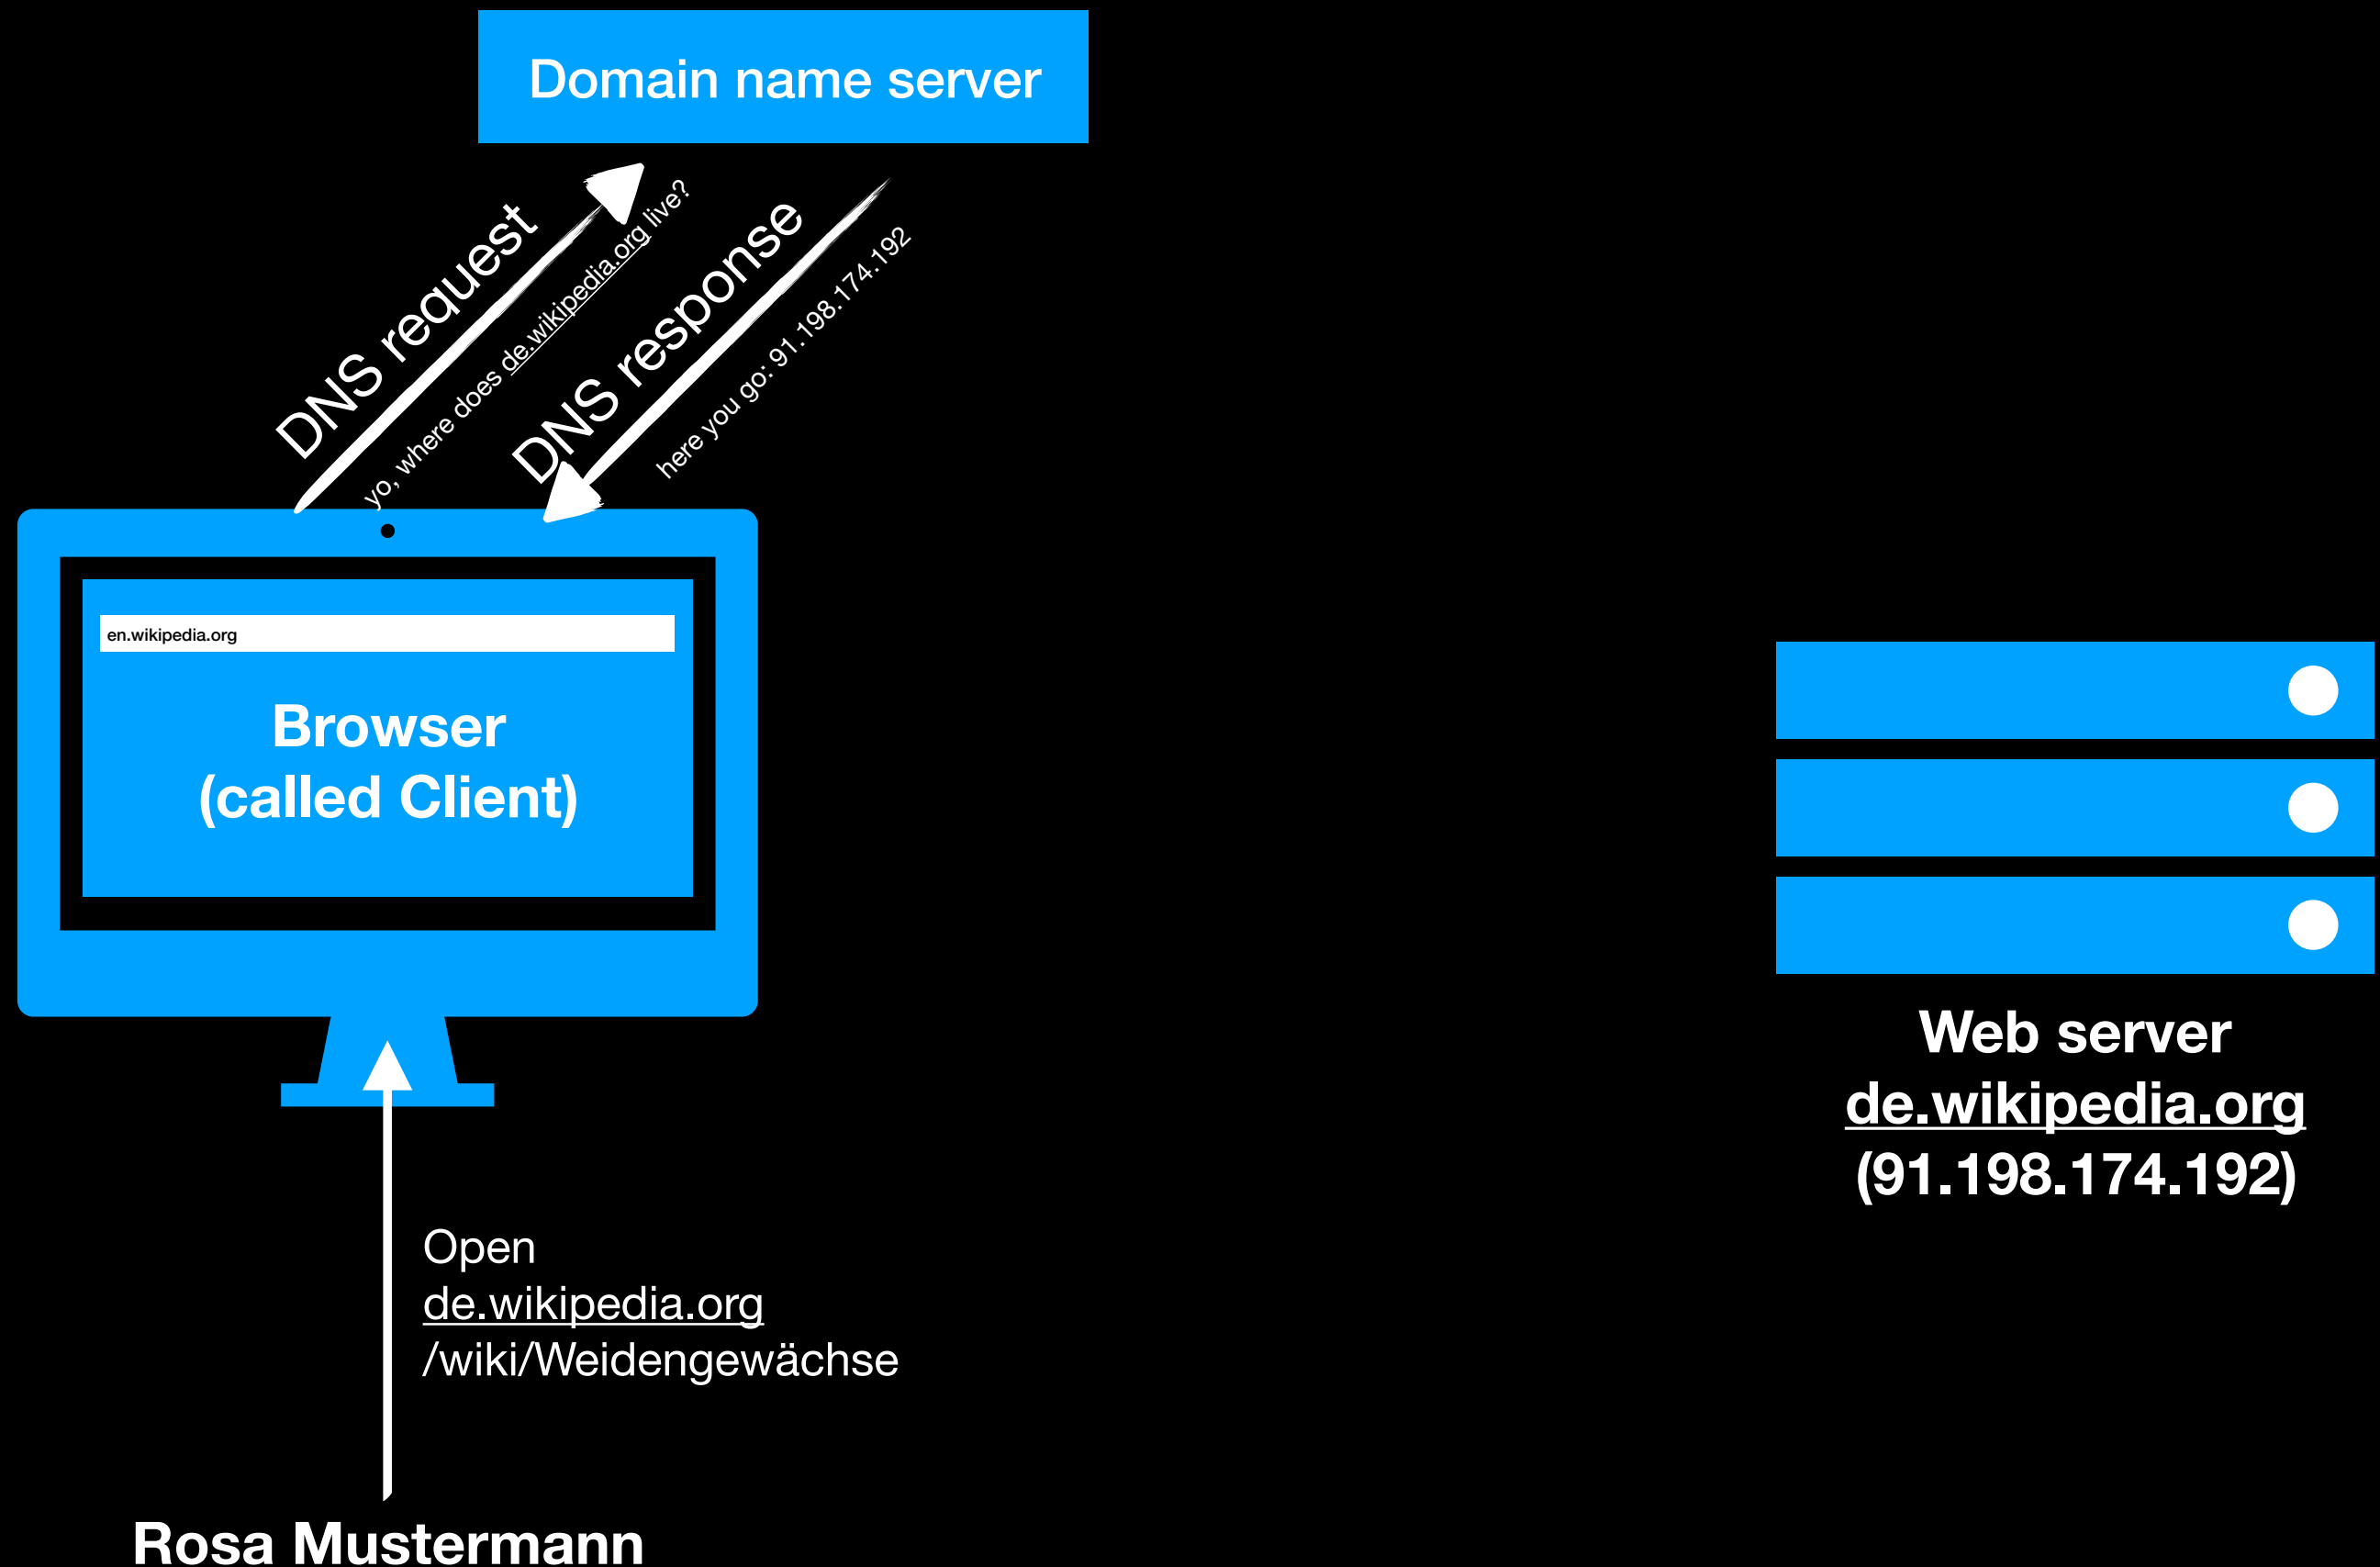 Domain name server
DNS request
yo, where does de.wikipedia.org live?
DNS response
here you go: 91.198.174.192
en.wikipedia.org
Browser
(called Client)
Web server
de.wikipedia.org
(91.198.174.192)
Open
de.wikipedia.org
/wiki/Weidengewächse
Rosa Mustermann